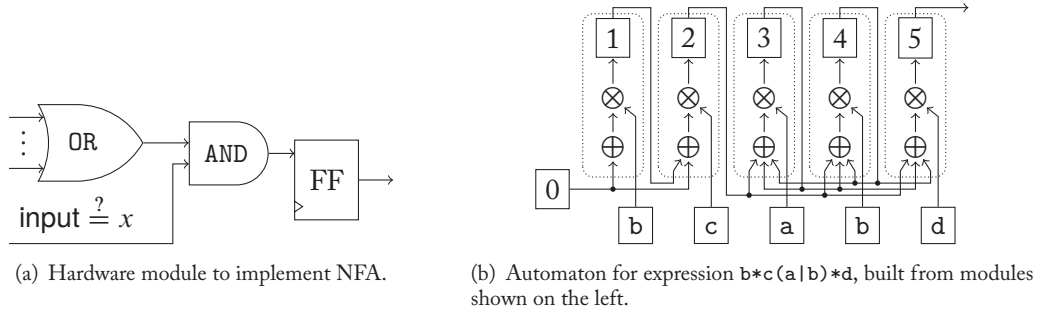 OR
AND
FF
input ≟ x
(a) Hardware module to implement NFA.
1 2 3 4 5
0
b c a b d
(b) Automaton for expression b*c(a|b)*d, built from modules
shown on the left.